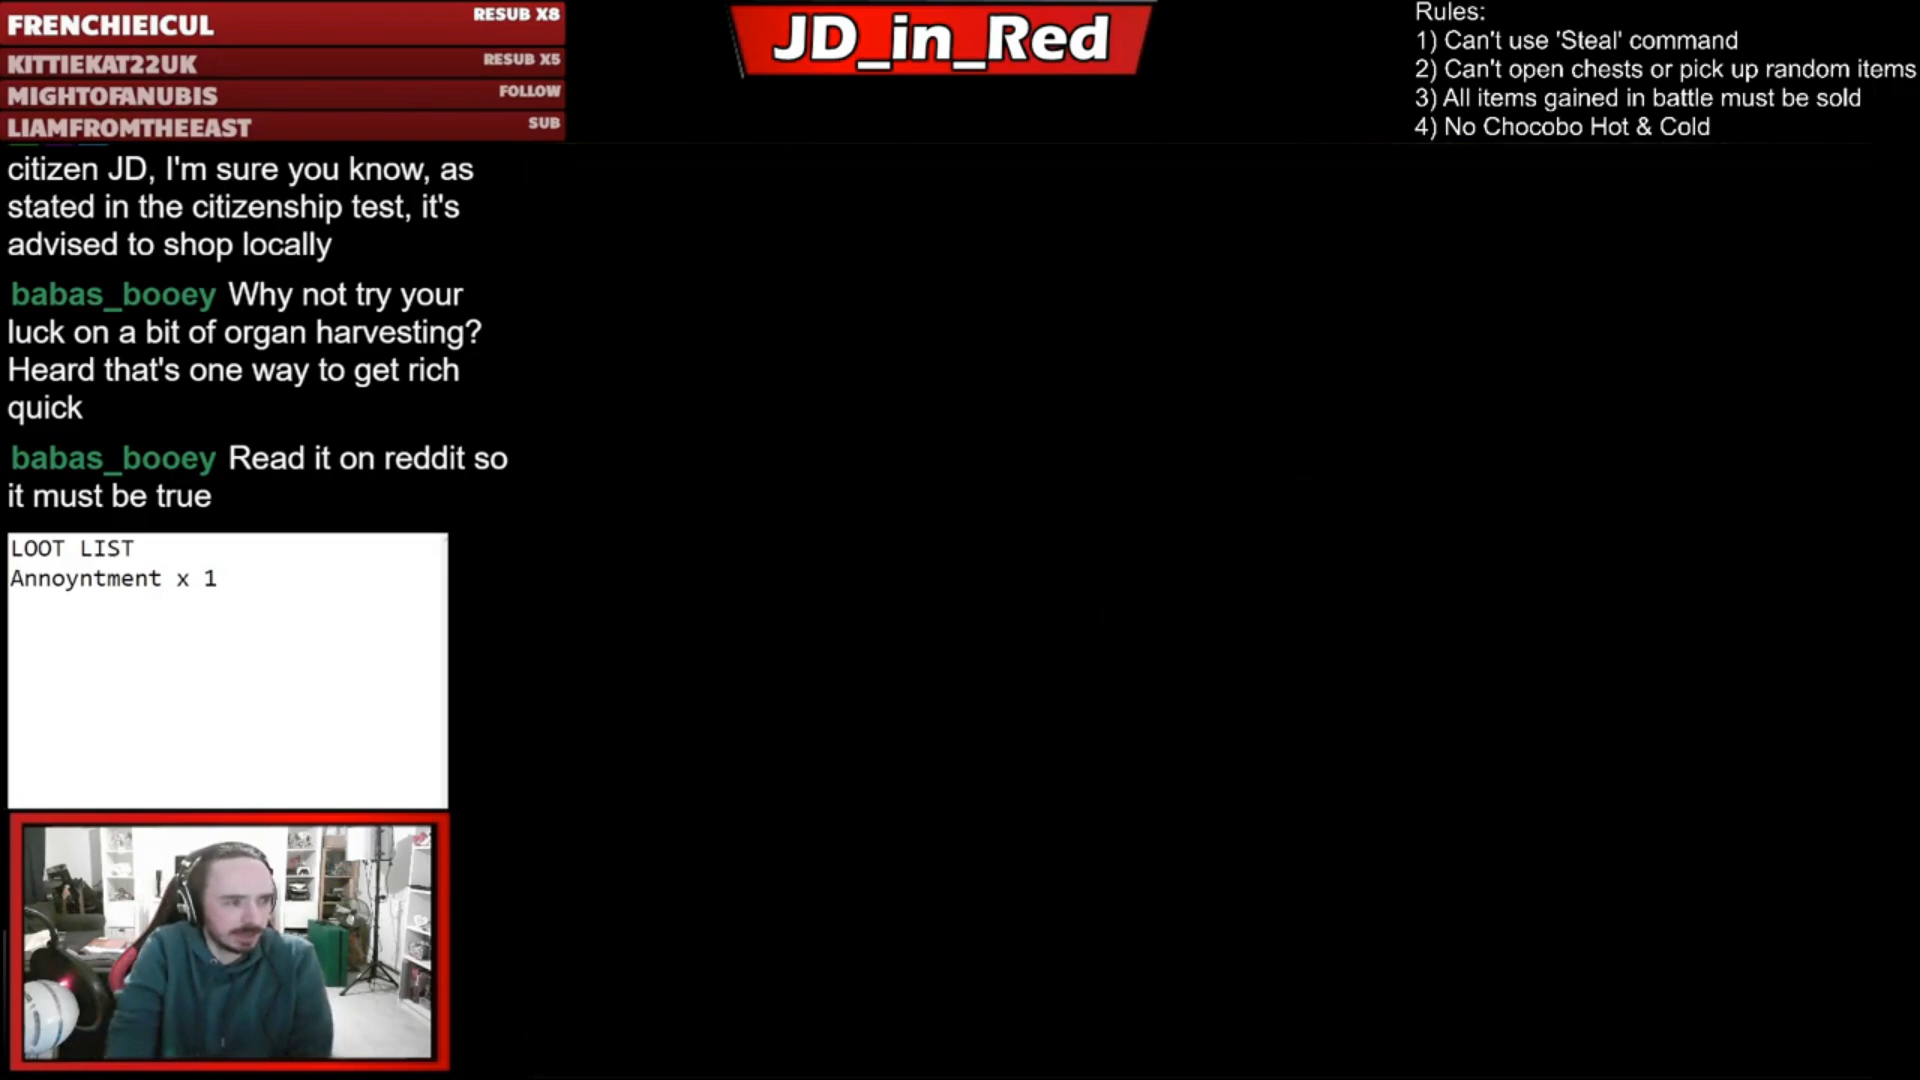 FRENCHIEICUL RESUB X8
KITTIEKAT22UK RESUB X5
MIGHTOFANUBIS FOLLOW
LIAMFROMTHEEAST SUB
citizen JD, I'm sure you know, as
stated in the citizenship test, it's
advised to shop locally
babas_booey Why not try your
luck on a bit of organ harvesting?
Heard that's one way to get rich
quick
babas_booey Read it on reddit so
it must be true
LOOT LIST
Annoyntment x 1
JD_in_Red
Rules:
1) Can't use 'Steal' command
2) Can't open chests or pick up random items
3) All items gained in battle must be sold
4) No Chocobo Hot & Cold